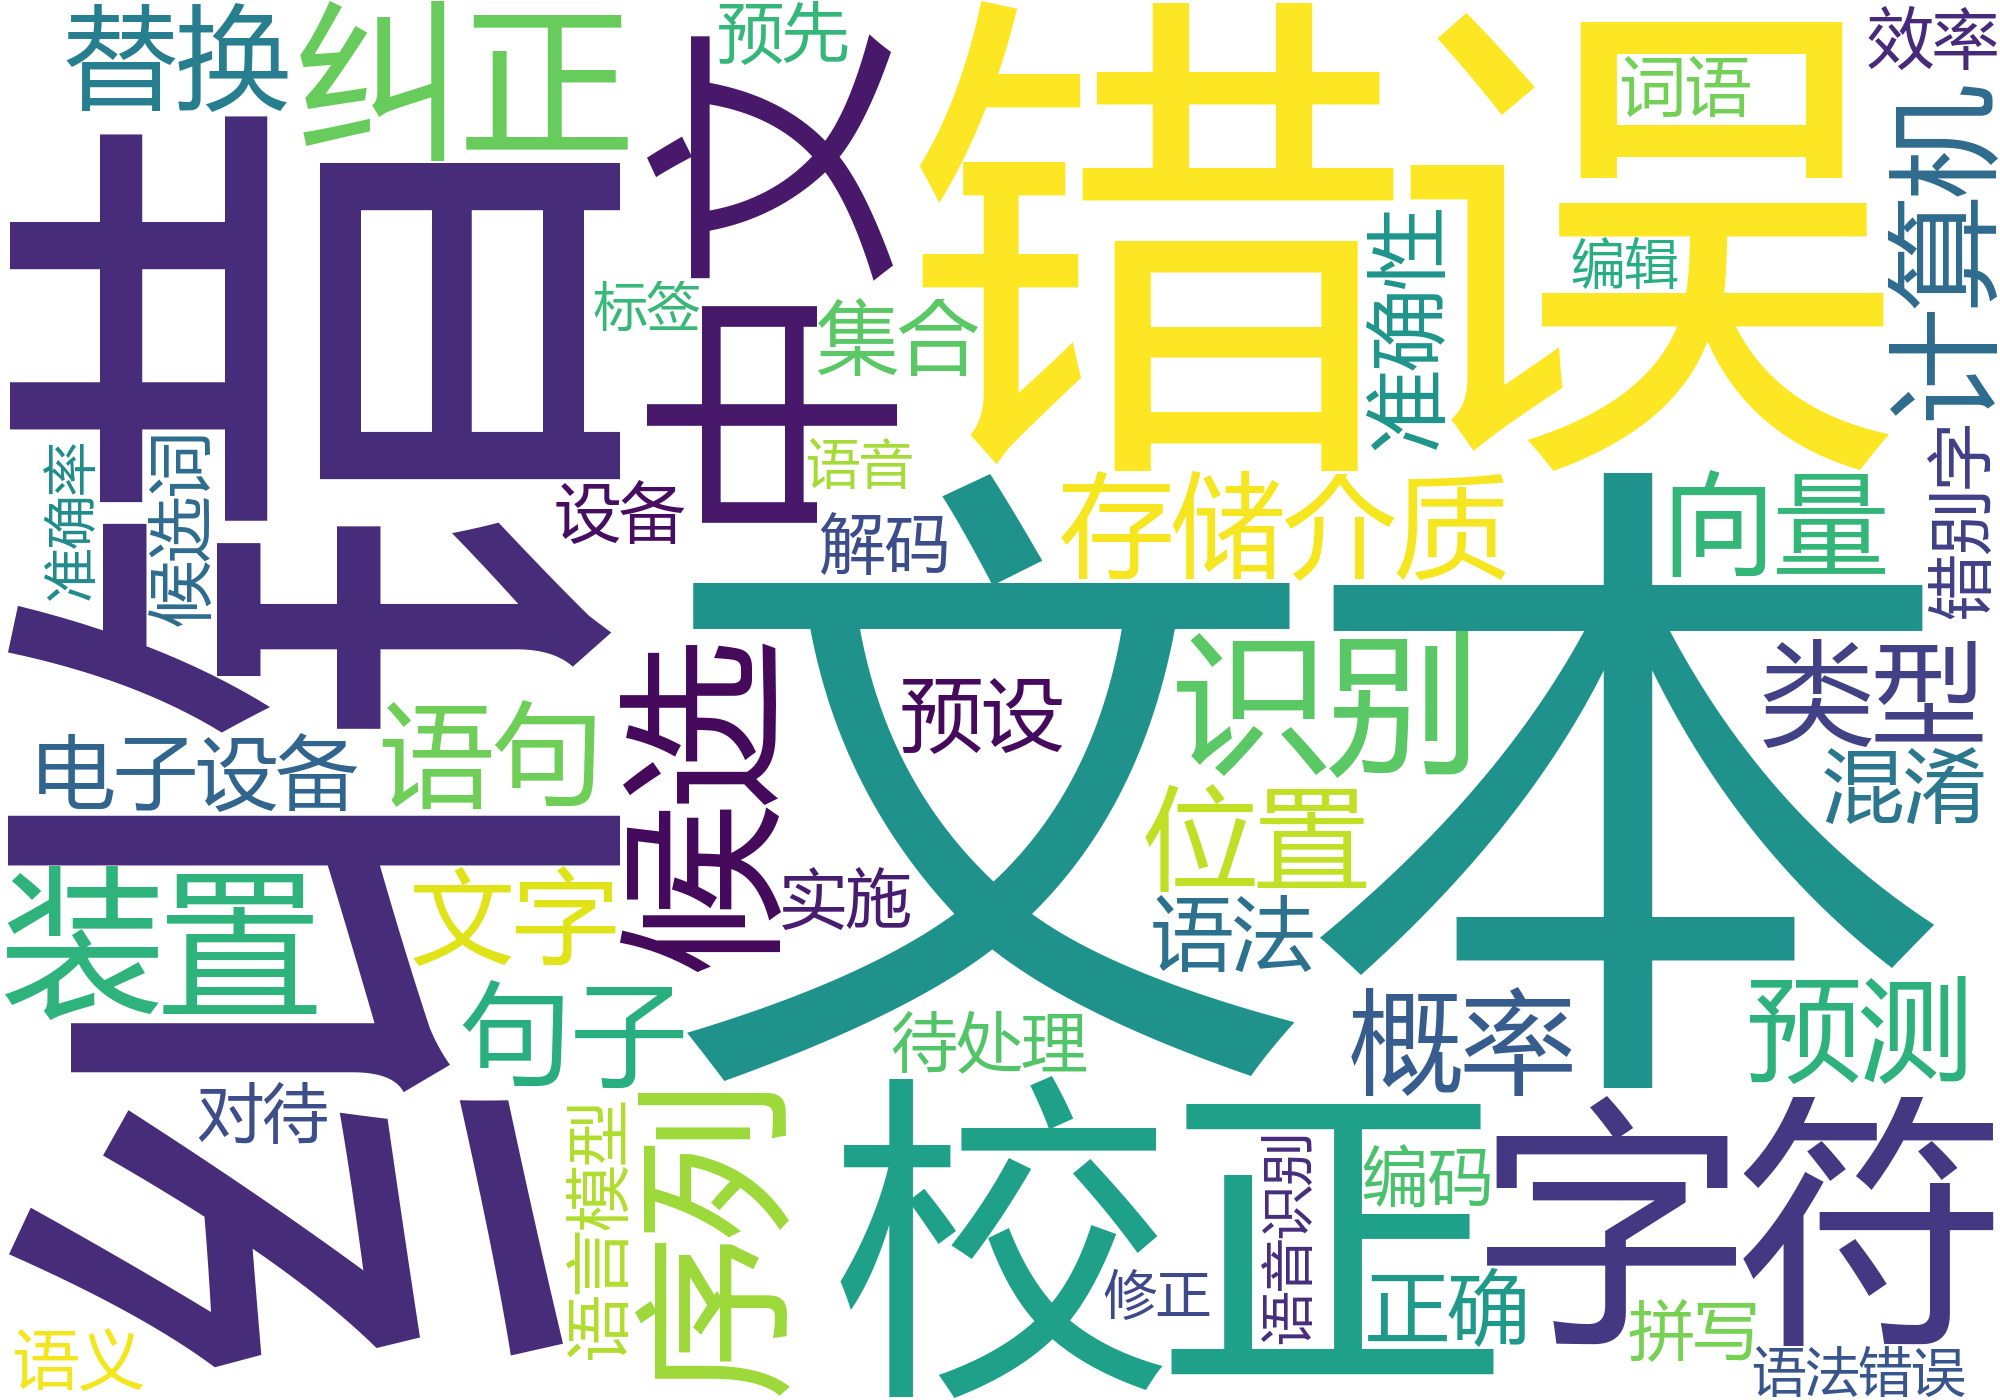 替换
纠正
预先
错误
词语
效率
纠错
中文
标签
集合
准确性
编辑
计算机
语音
设备
解码
存储介质
向量
错别字
准确率
候选词
文本
候选
预设
识别
类型
混淆
电子设备
语句
位置
装置
文字
实施
语法
句子
待处理
概率
预测
对待
语言模型
序列
校正
语音识别
编码
字符
修正
正确
拼写
语义
语法错误